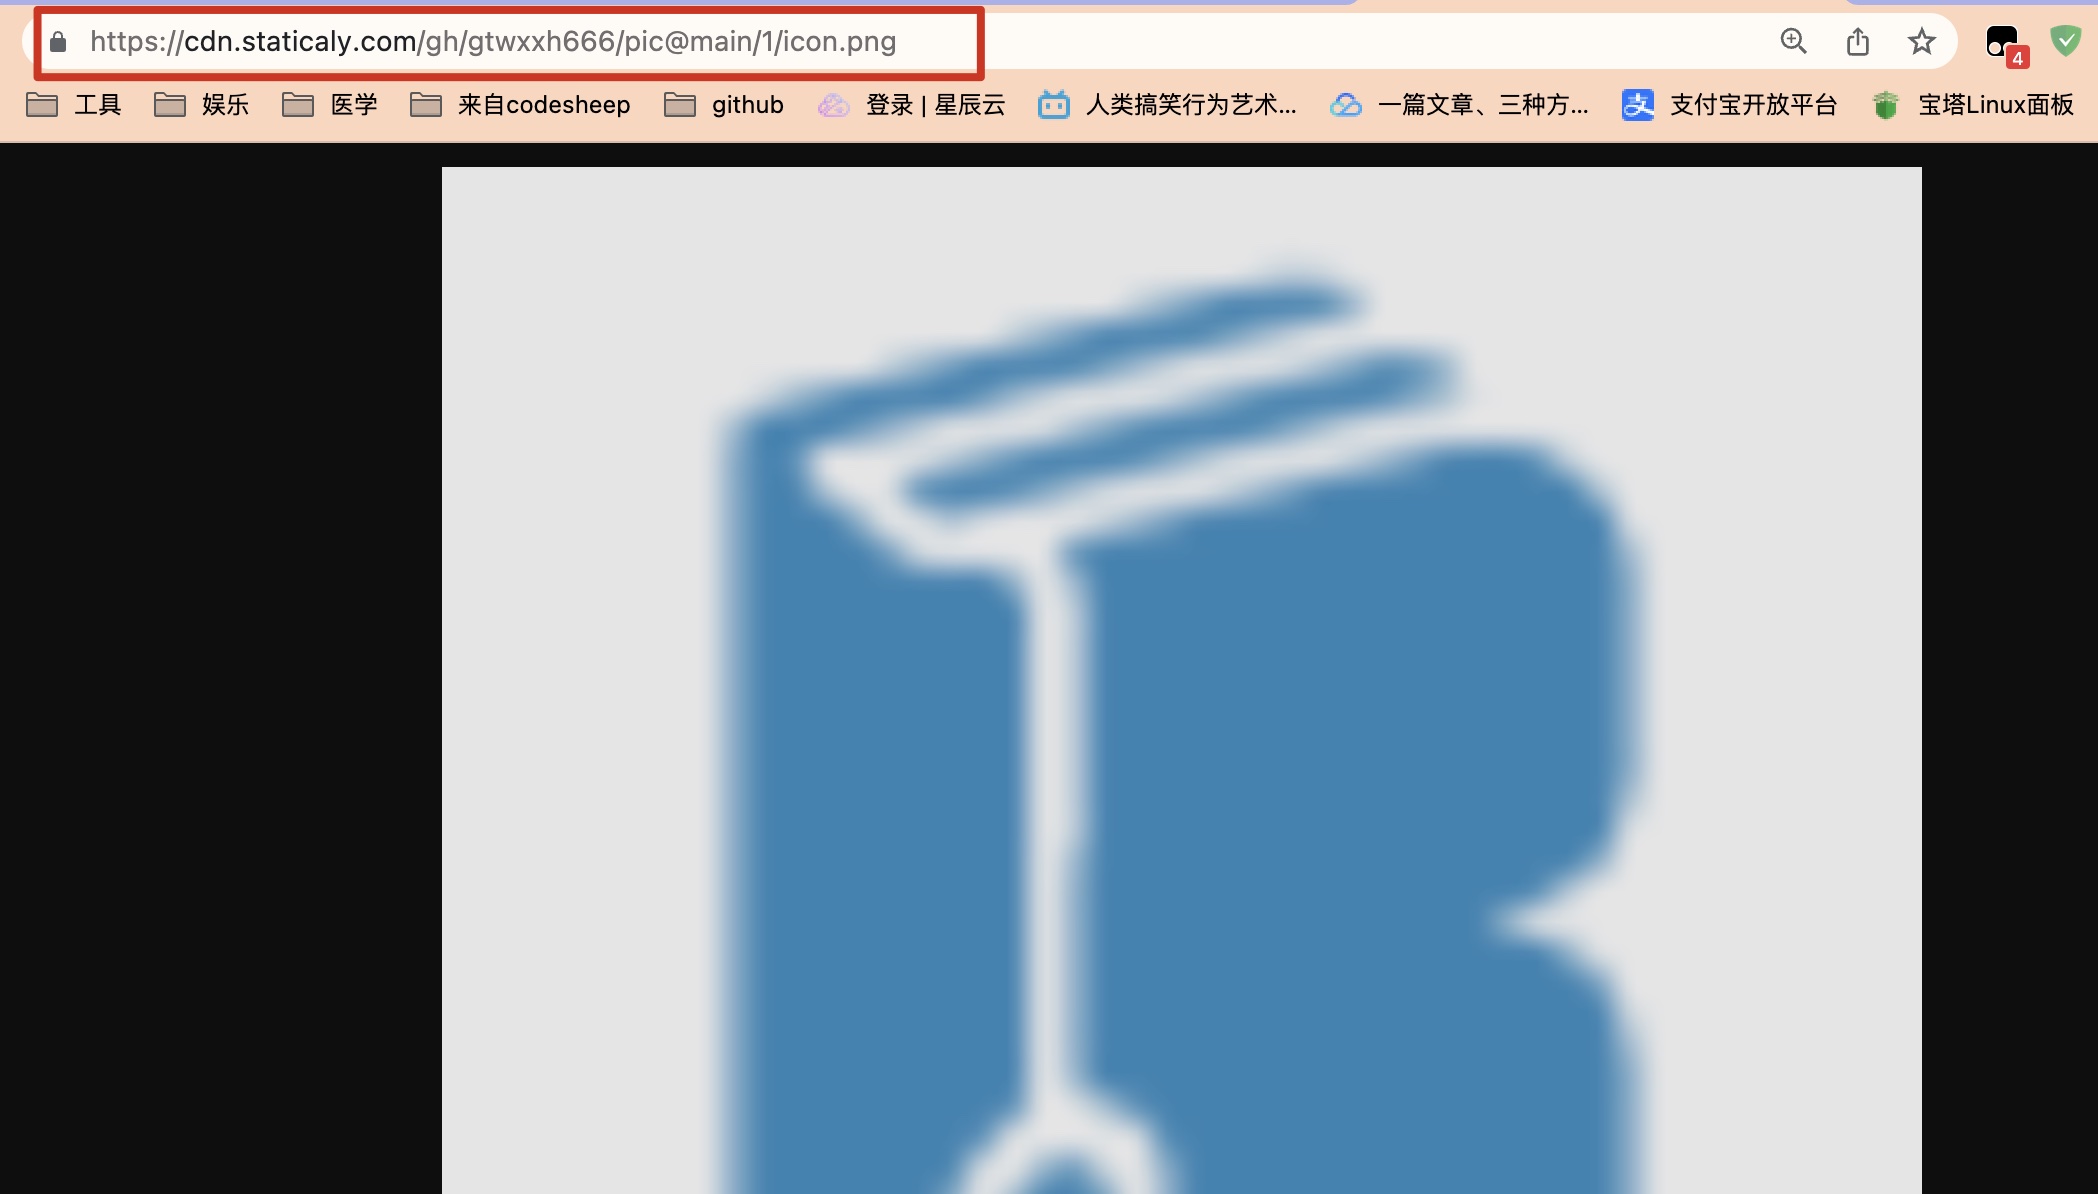 https://cdn.staticaly.com/gh/gtwxxh666/pic@main/1/icon.png
4
工具 娱乐 医学 来自codesheep github 登录 | 星辰云 人类搞笑行为艺术... 一篇文章、三种方... 支付宝开放平台 宝塔Linux面板